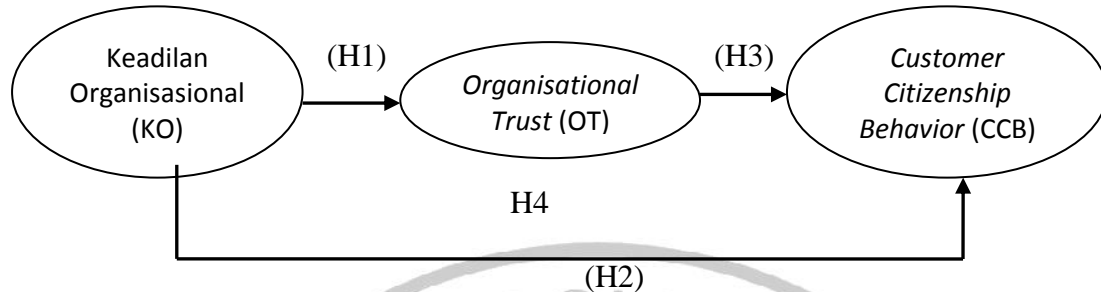 Keadilan
Organisasional
(KO)
(H1)
Organisational
Trust (OT)
(H3)
Customer
Citizenship
Behavior (CCB)
H4
(H2)